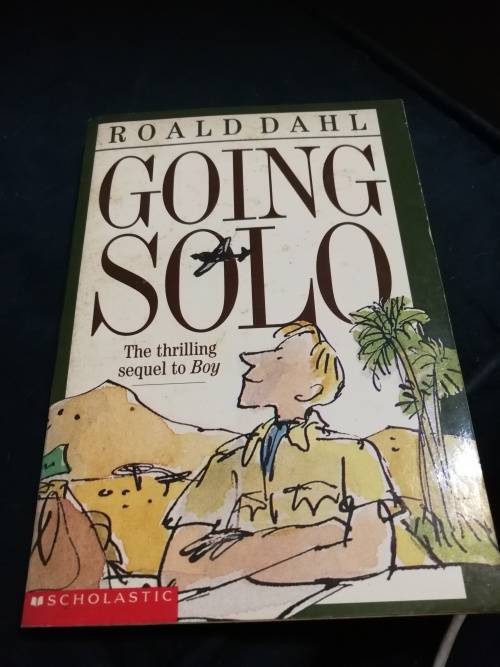 ROALD DAHL
GOING
SOLO
The thrilling
sequel to Boy
SCHOLASTIC